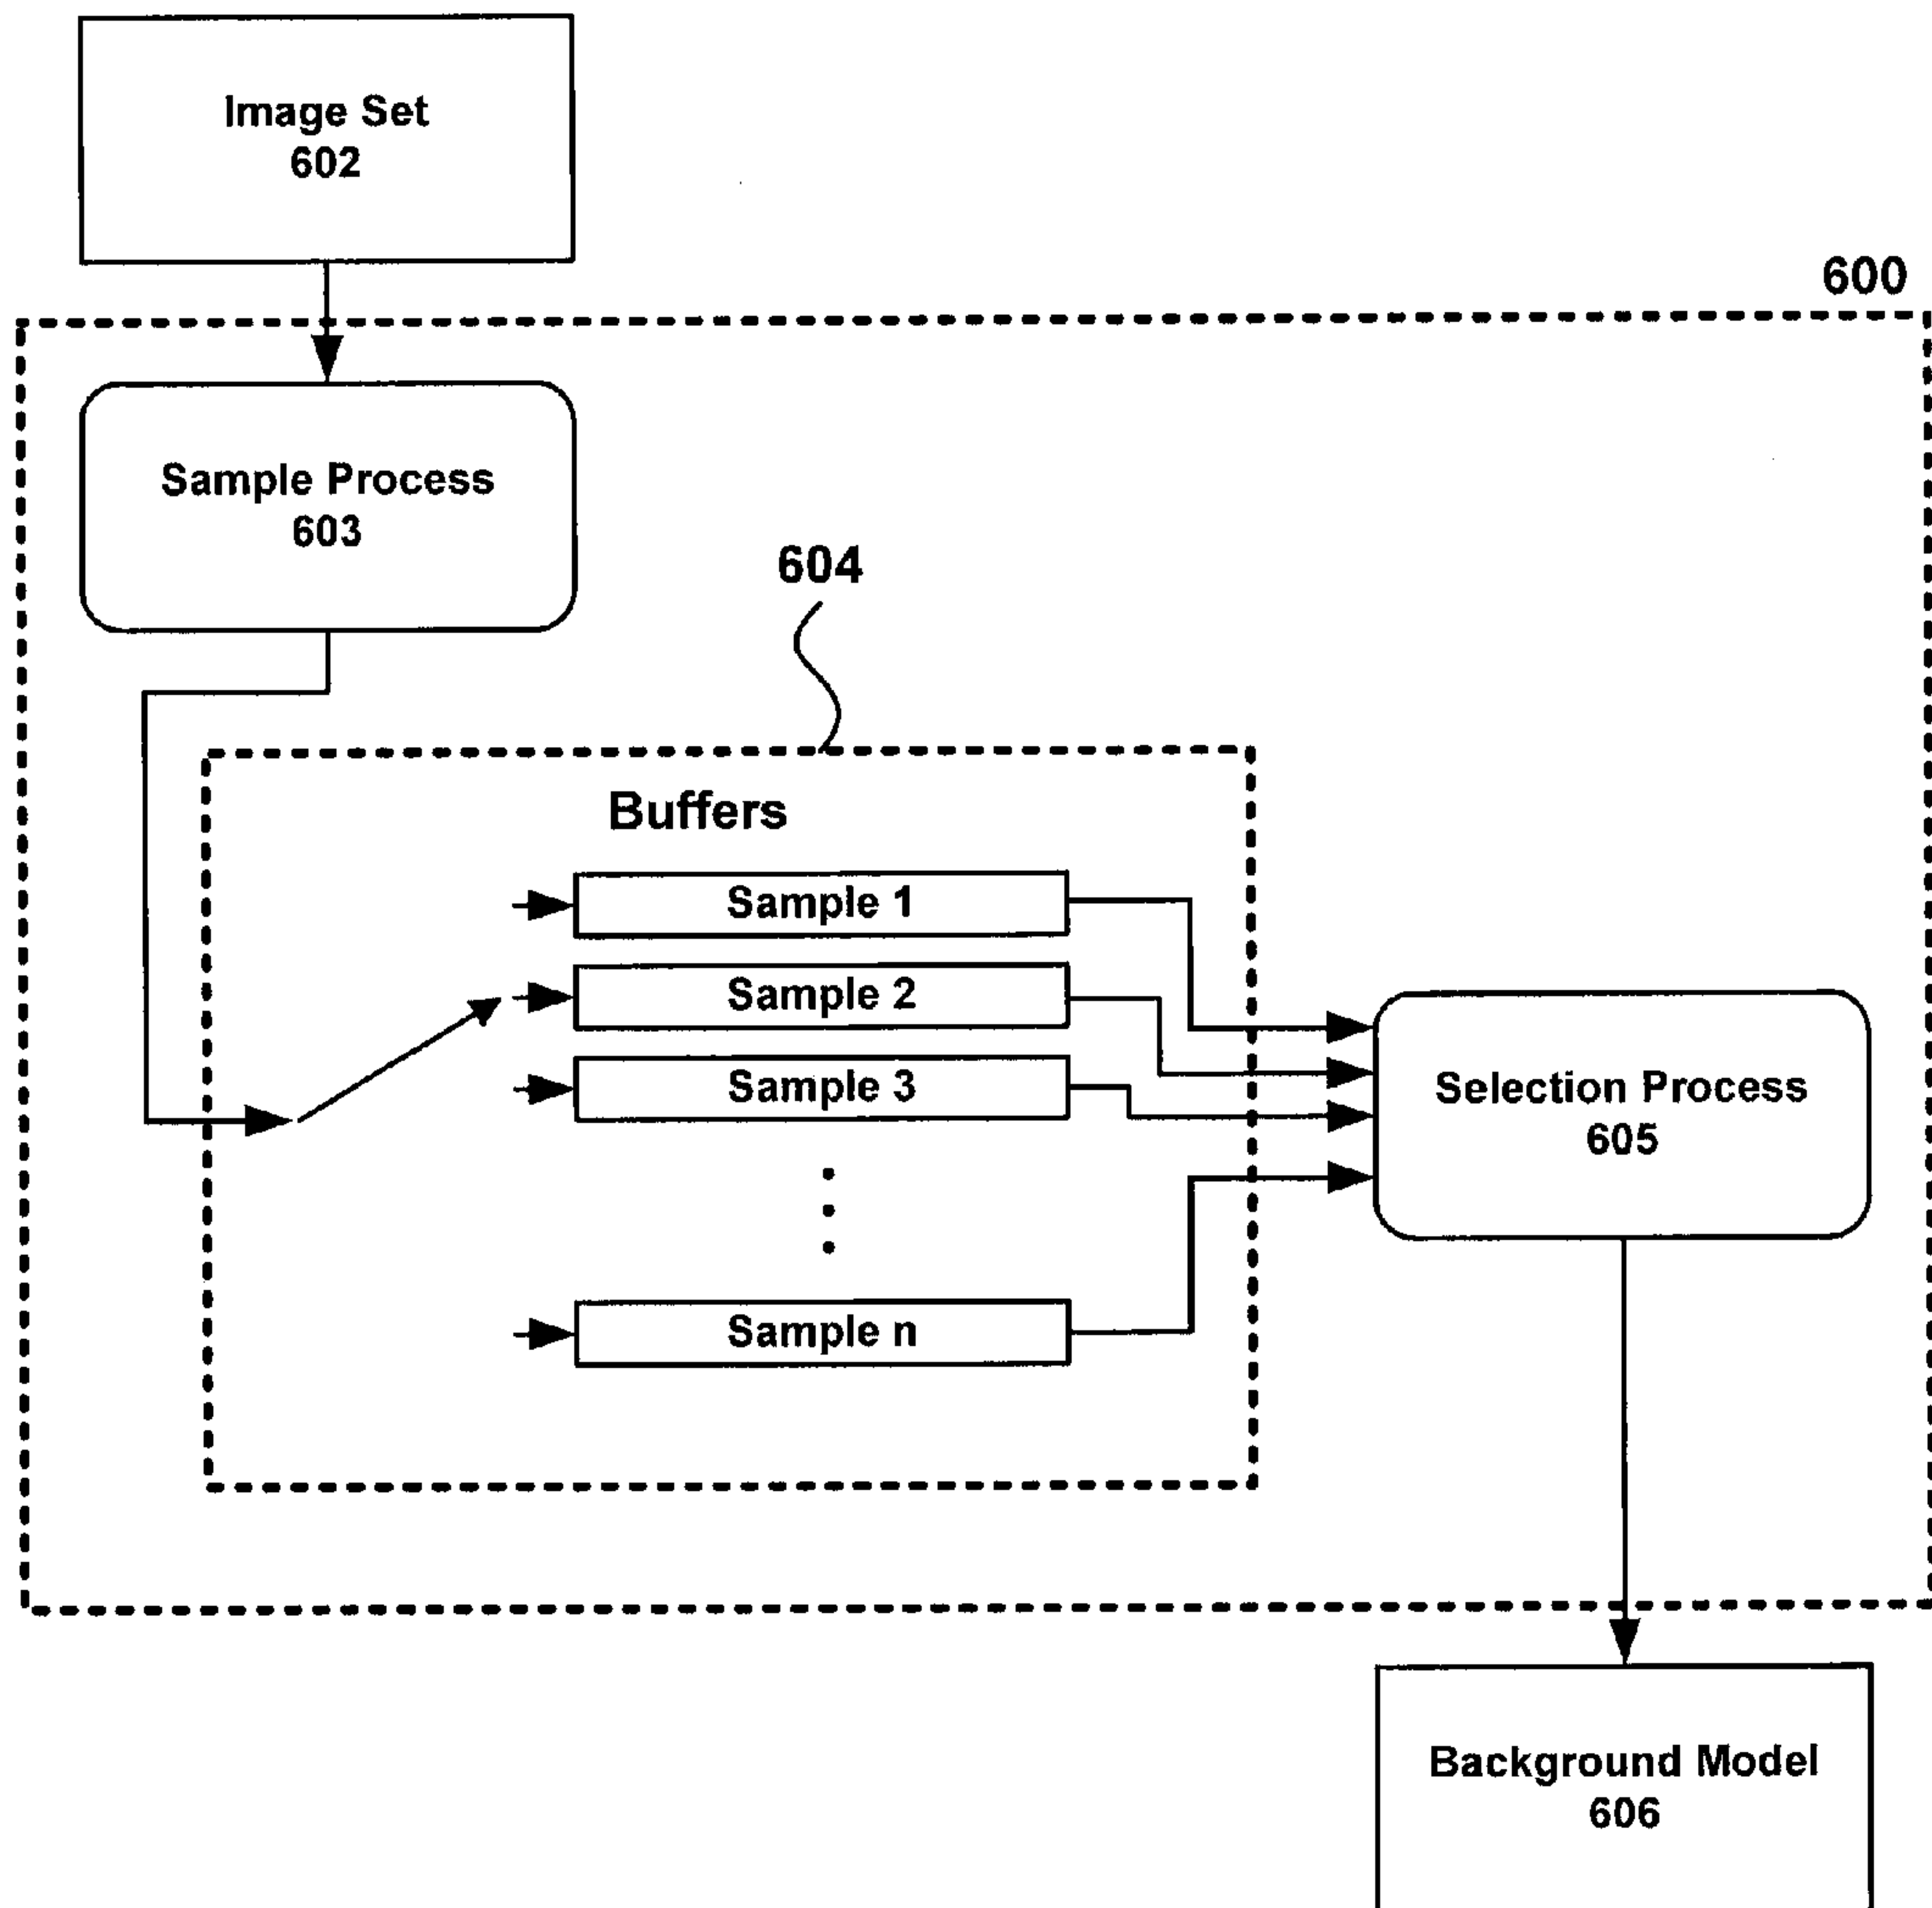 Image Set
602
600
Sample Process
603
604
Buffers
Sample 1
Sample 2
Sample 3
Sample n
Selection Process
605
Background Model
606